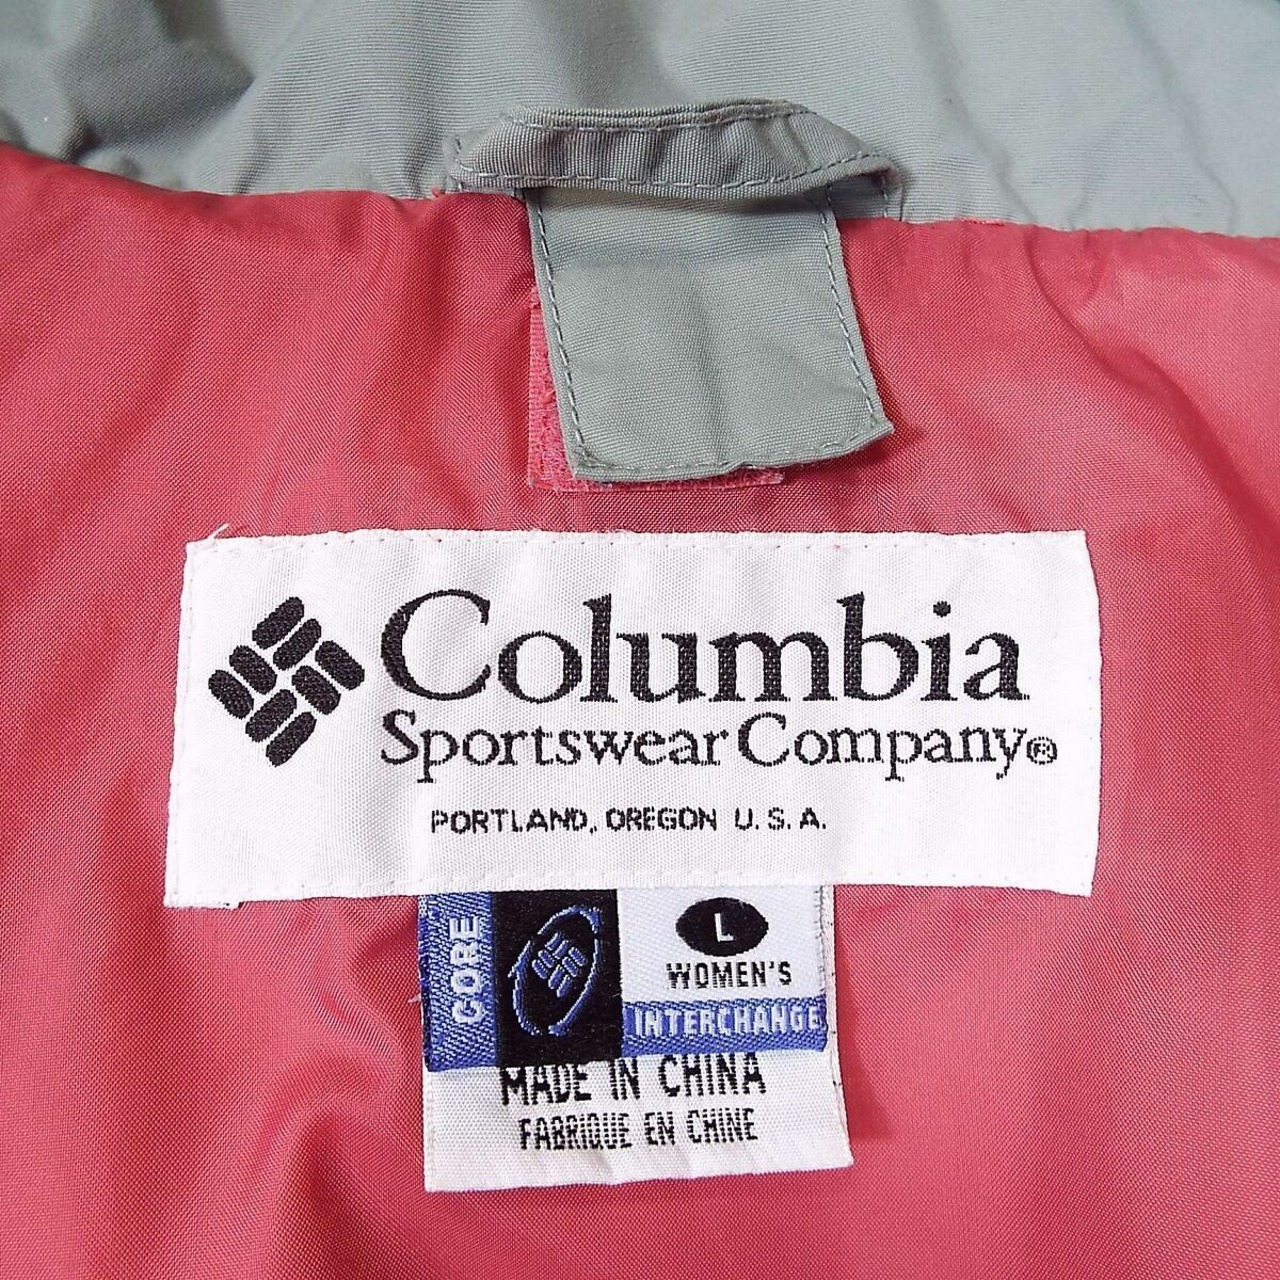 Columbia
Sportswear Company®
PORTLAND, OREGON U.S.A.
CORE
L
WOMEN'S
INTERCHANGE
MADE IN CHINA
FABRIQUE EN CHINE